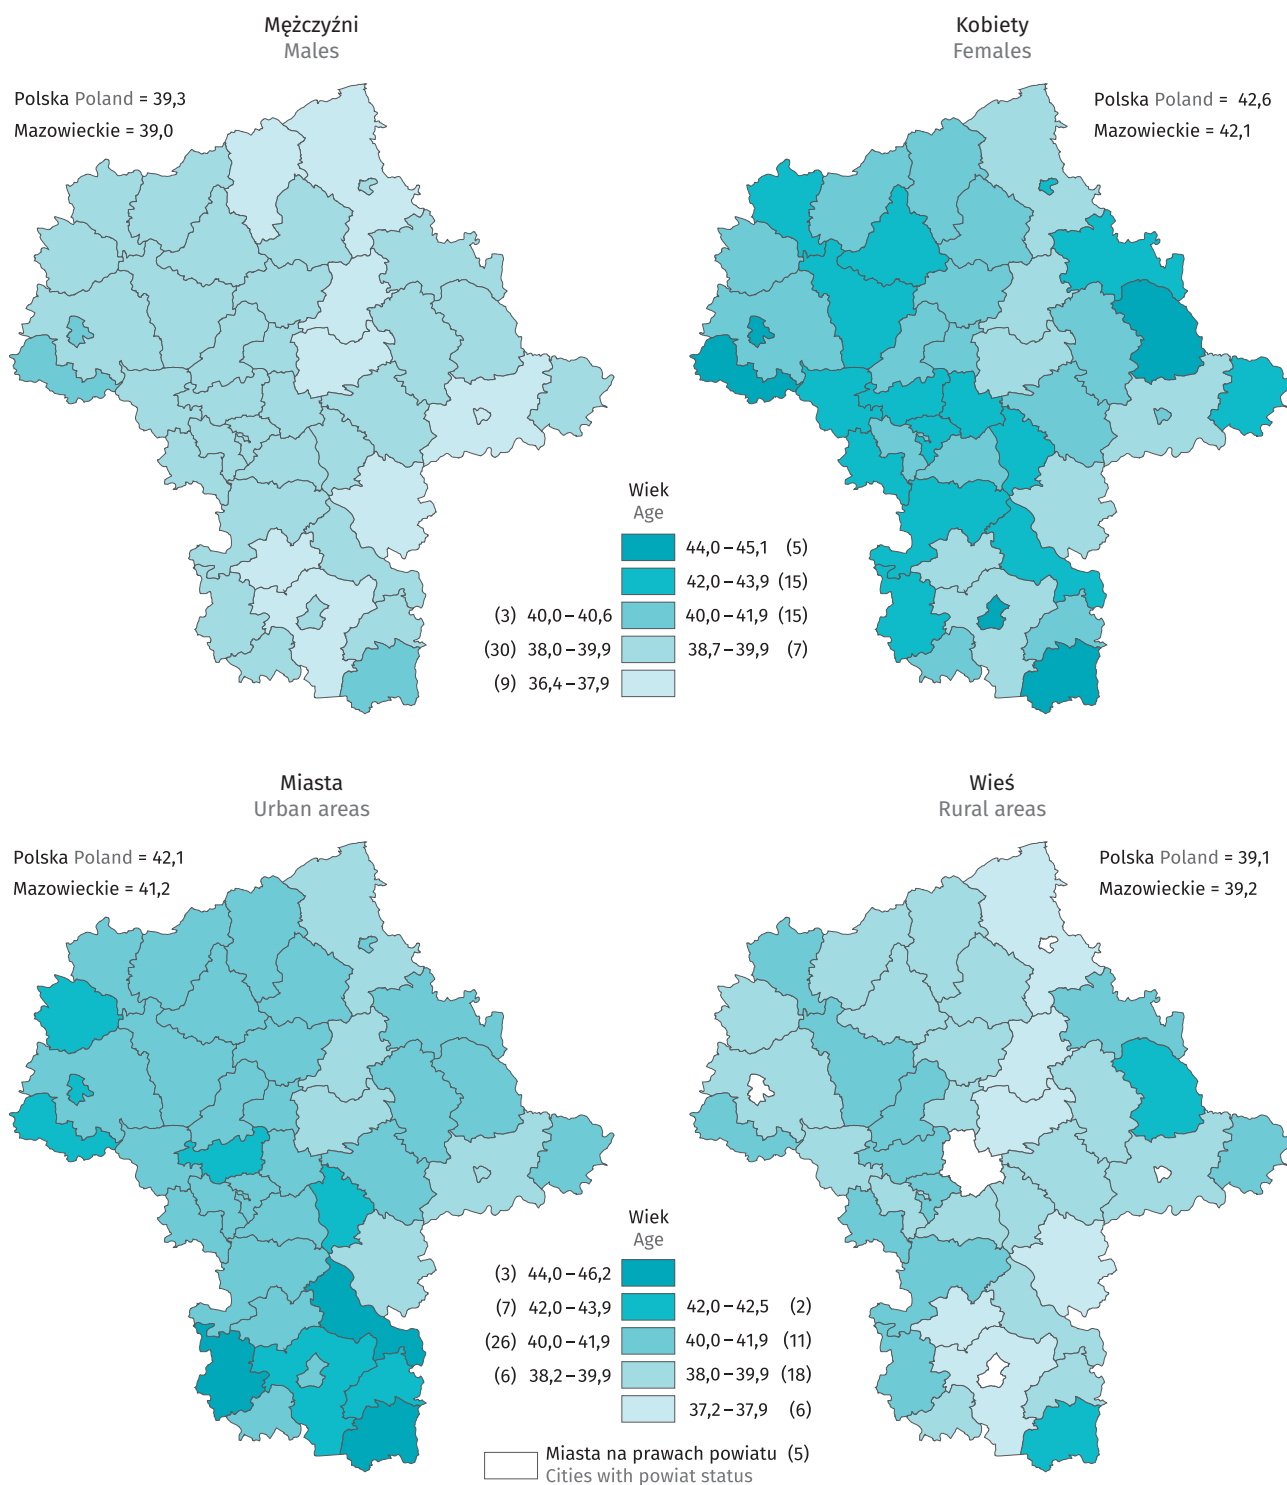 Mężczyźni
Males
Polska Poland = 39,3
Mazowieckie = 39,0
Kobiety
Females
Polska Poland = 42,6
Mazowieckie = 42,1
Wiek
Age
44,0–45,1 (5)
42,0–43,9 (15)
(3) 40,0–40,6 40,0–41,9 (15)
(30) 38,0–39,9 38,7–39,9 (7)
(9) 36,4–37,9
Miasta
Urban areas
Polska Poland = 42,1
Mazowieckie = 41,2
Wieś
Rural areas
Polska Poland = 39,1
Mazowieckie = 39,2
Wiek
Age
(3) 44,0–46,2
(7) 42,0–43,9 42,0–42,5 (2)
(26) 40,0–41,9 40,0–41,9 (11)
(6) 38,2–39,9 38,0–39,9 (18)
37,2–37,9 (6)
Miasta na prawach powiatu (5)
Cities with powiat status